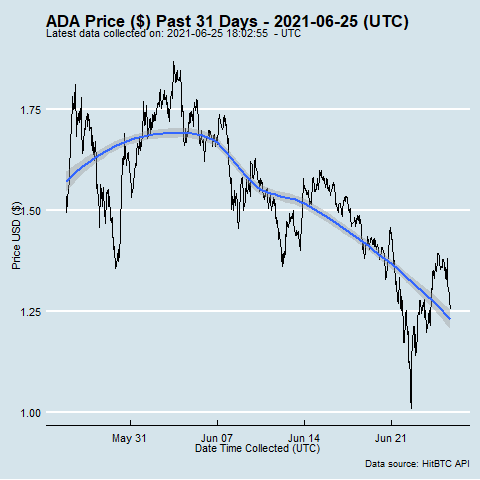 ADA Price ($) Past 31 Days - 2021-06-25 (UTC)
Latest data collected on: 2021-06-25 18:02:55  - UTC
Price USD ($)
1.75
1.50
1.25
1.00
May 31
Jun 07
Jun 14
Jun 21
Date Time Collected (UTC)
Data source: HitBTC API